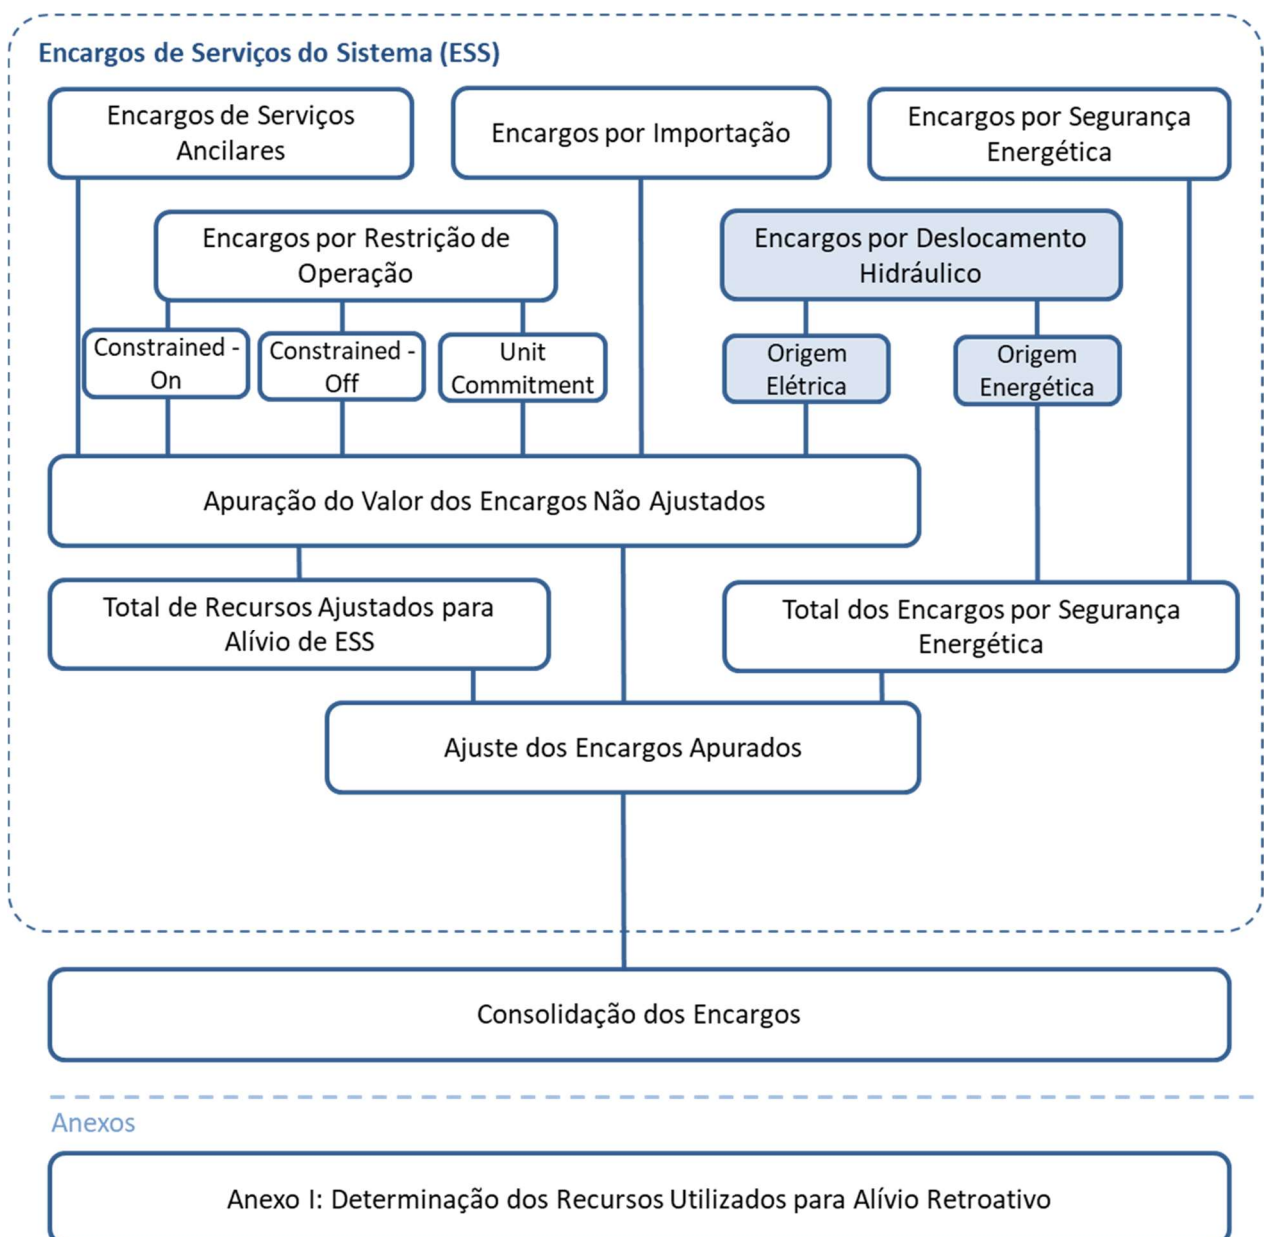 Encargos de Serviços do Sistema (ESS)
Encargos de Serviços
Ancilares
Encargos por Importação
Encargos por Segurança
Energética
Encargos por Restrição de
Operação
Encargos por Deslocamento
Hidráulico
Constrained -
On
Constrained -
Off
Unit
Commitment
Origem
Elétrica
Origem
Energética
Apuração do Valor dos Encargos Não Ajustados
Total de Recursos Ajustados para
Alívio de ESS
Total dos Encargos por Segurança
Energética
Ajuste dos Encargos Apurados
Consolidação dos Encargos
Anexos
Anexo I: Determinação dos Recursos Utilizados para Alívio Retroativo